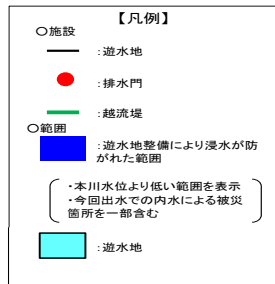 【凡例】
〇施設
:遊水地
:排水門
:越流堤
〇範囲
:遊水地整備により浸水が防
がれた範囲
・本川水位より低い範囲を表示
・今回出水での内水による被災
箇所を一部含む
:遊水地